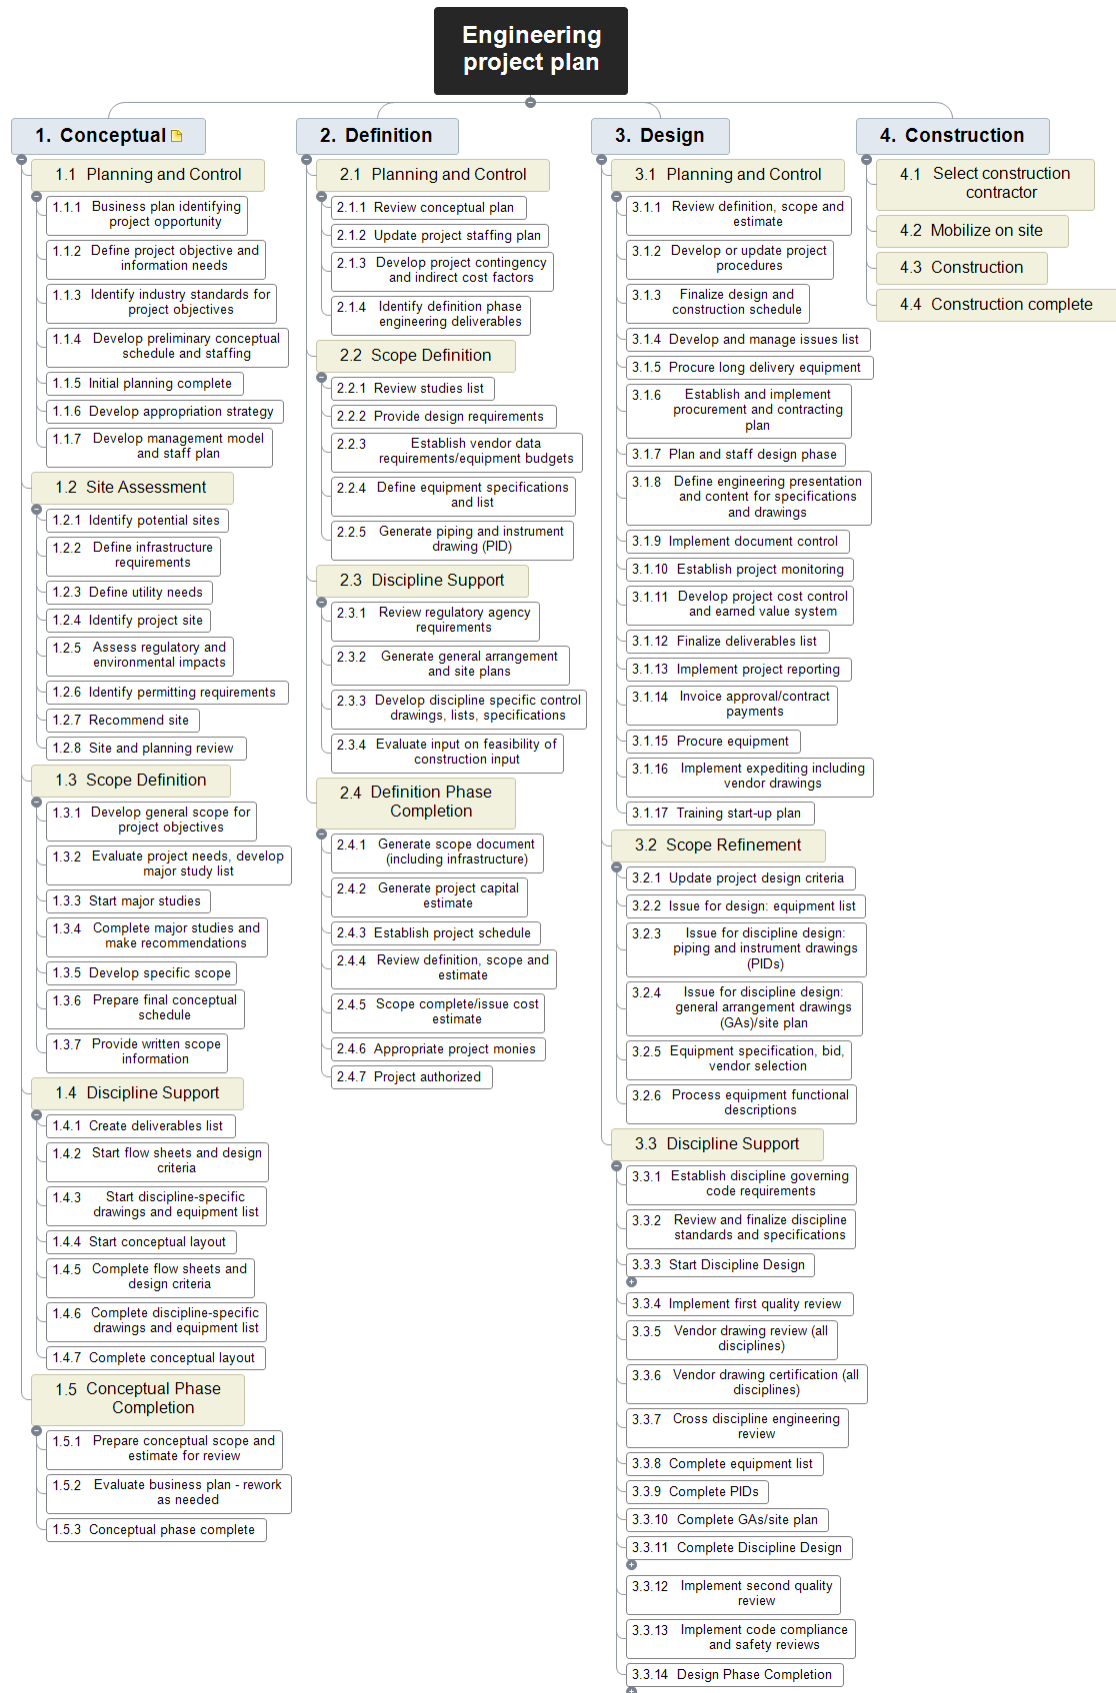 Engineering
project plan
1. Conceptual
1.1 Planning and Control
1.1.1 Business plan identifying
project opportunity
1.1.2 Define project objective and
information needs
1.1.3 Identify industry standards for
project objectives
1.1.4 Develop preliminary conceptual
schedule and staffing
1.1.5 Initial planning complete
1.1.6 Develop appropriation strategy
1.1.7 Develop management model
and staff plan
1.2 Site Assessment
1.2.1 Identify potential sites
1.2.2 Define infrastructure
requirements
1.2.3 Define utility needs
1.2.4 Identify project site
1.2.5 Assess regulatory and
environmental impacts
1.2.6 Identify permitting requirements
1.2.7 Recommend site
1.2.8 Site and planning review
1.3 Scope Definition
1.3.1 Develop general scope for
project objectives
1.3.2 Evaluate project needs, develop
major study list
1.3.3 Start major studies
1.3.4 Complete major studies and
make recommendations
1.3.5 Develop specific scope
1.3.6 Prepare final conceptual
schedule
1.3.7 Provide written scope
information
1.4 Discipline Support
1.4.1 Create deliverables list
1.4.2 Start flow sheets and design
criteria
1.4.3 Start discipline-specific
drawings and equipment list
1.4.4 Start conceptual layout
1.4.5 Complete flow sheets and
design criteria
1.4.6 Complete discipline-specific
drawings and equipment list
1.4.7 Complete conceptual layout
1.5 Conceptual Phase
Completion
1.5.1 Prepare conceptual scope and
estimate for review
1.5.2 Evaluate business plan - rework
as needed
1.5.3 Conceptual phase complete
2. Definition
2.1 Planning and Control
2.1.1 Review conceptual plan
2.1.2 Update project staffing plan
2.1.3 Develop project contingency
and indirect cost factors
2.1.4 Identify definition phase
engineering deliverables
2.2 Scope Definition
2.2.1 Review studies list
2.2.2 Provide design requirements
2.2.3 Establish vendor data
requirements/equipment budgets
2.2.4 Define equipment specifications
and list
2.2.5 Generate piping and instrument
drawing (PID)
2.3 Discipline Support
2.3.1 Review regulatory agency
requirements
2.3.2 Generate general arrangement
and site plans
2.3.3 Develop discipline specific control
drawings, lists, specifications
2.3.4 Evaluate input on feasibility of
construction input
2.4 Definition Phase
Completion
2.4.1 Generate scope document
(including infrastructure)
2.4.2 Generate project capital
estimate
2.4.3 Establish project schedule
2.4.4 Review definition, scope and
estimate
2.4.5 Scope complete/issue cost
estimate
2.4.6 Appropriate project monies
2.4.7 Project authorized
3. Design
3.1 Planning and Control
3.1.1 Review definition, scope and
estimate
3.1.2 Develop or update project
procedures
3.1.3 Finalize design and
construction schedule
3.1.4 Develop and manage issues list
3.1.5 Procure long delivery equipment
3.1.6 Establish and implement
procurement and contracting
plan
3.1.7 Plan and staff design phase
3.1.8 Define engineering presentation
and content for specifications
and drawings
3.1.9 Implement document control
3.1.10 Establish project monitoring
3.1.11 Develop project cost control
and earned value system
3.1.12 Finalize deliverables list
3.1.13 Implement project reporting
3.1.14 Invoice approval/contract
payments
3.1.15 Procure equipment
3.1.16 Implement expediting including
vendor drawings
3.1.17 Training start-up plan
3.2 Scope Refinement
3.2.1 Update project design criteria
3.2.2 Issue for design: equipment list
3.2.3 Issue for discipline design:
piping and instrument drawings
(PIDs)
3.2.4 Issue for discipline design:
general arrangement drawings
(GAs)/site plan
3.2.5 Equipment specification, bid,
vendor selection
3.2.6 Process equipment functional
descriptions
3.3 Discipline Support
3.3.1 Establish discipline governing
code requirements
3.3.2 Review and finalize discipline
standards and specifications
3.3.3 Start Discipline Design
3.3.4 Implement first quality review
3.3.5 Vendor drawing review (all
disciplines)
3.3.6 Vendor drawing certification (all
disciplines)
3.3.7 Cross discipline engineering
review
3.3.8 Complete equipment list
3.3.9 Complete PIDs
3.3.10 Complete GAs/site plan
3.3.11 Complete Discipline Design
3.3.12 Implement second quality
review
3.3.13 Implement code compliance
and safety reviews
3.3.14 Design Phase Completion
4. Construction
4.1 Select construction
contractor
4.2 Mobilize on site
4.3 Construction
4.4 Construction complete